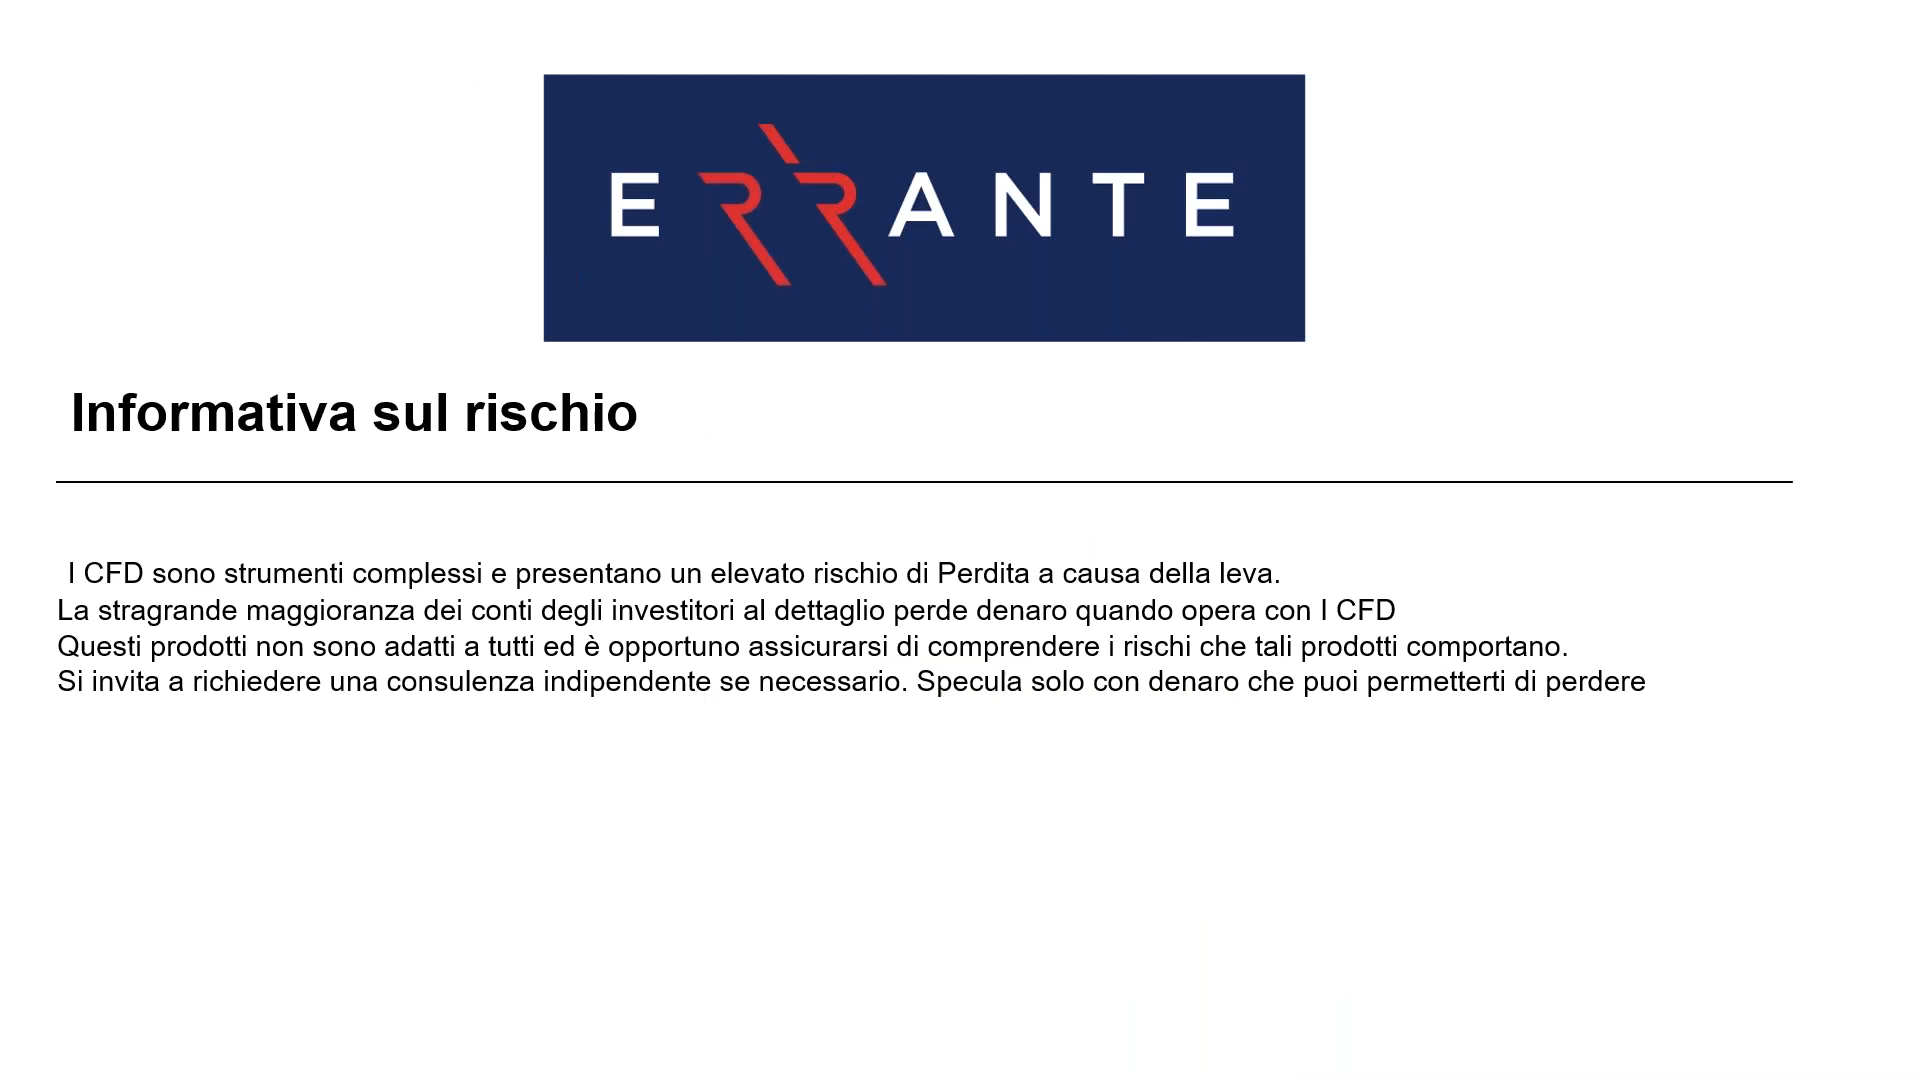 ERRANTE
Informativa sul rischio
I CFD sono strumenti complessi e presentano un elevato rischio di Perdita a causa della leva.
La stragrande maggioranza dei conti degli investitori al dettaglio perde denaro quando opera con I CFD
Questi prodotti non sono adatti a tutti ed è opportuno assicurarsi di comprendere i rischi che tali prodotti comportano.
Si invita a richiedere una consulenza indipendente se necessario. Specula solo con denaro che puoi permetterti di perdere